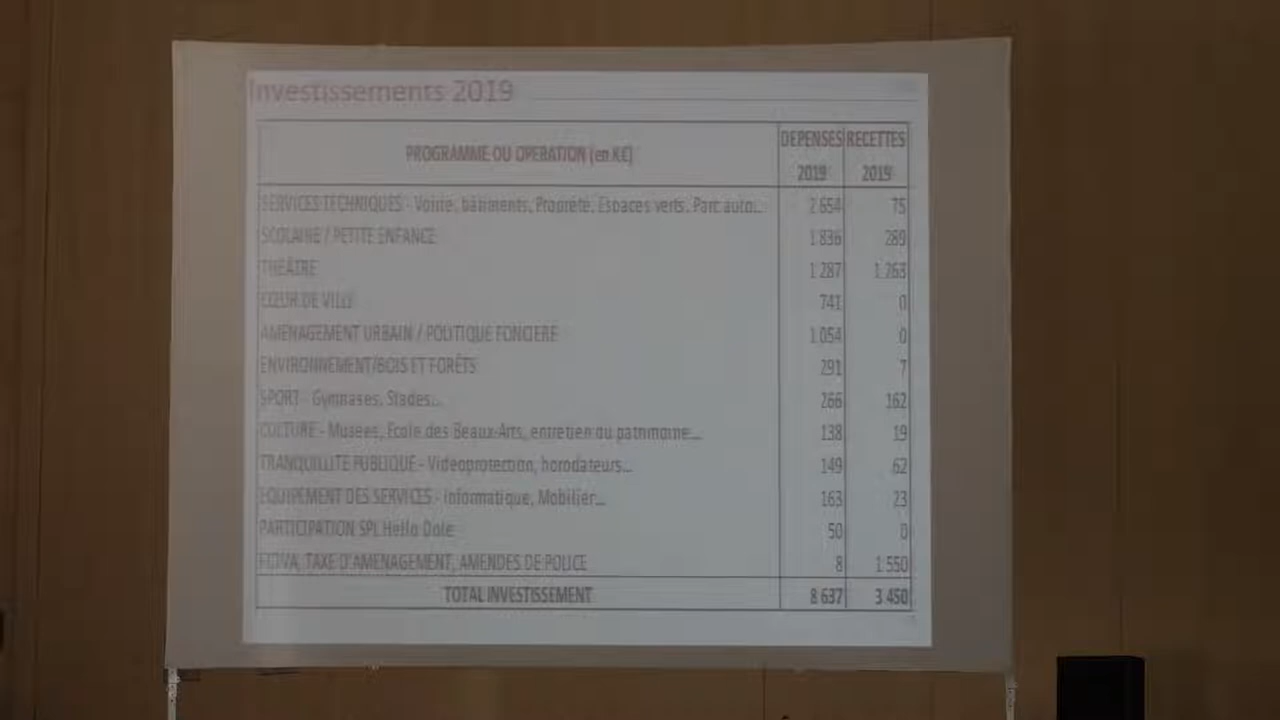 Investissements 2019
PROGRAMME OU OPERATION (en K€) DEPENSES 2019 RECETTES 2019
SERVICES TECHNIQUES - Voirie, bâtiments, Propreté, Espaces verts, Parc auto... 2 654 75
SCOLAIRE / PETITE ENFANCE 1 836 289
THEÂTRE 1 287 1 263
CŒUR DE VILLE 741 0
AMENAGEMENT URBAIN / POLITIQUE FONCIERE 1 054 0
ENVIRONNEMENT/BOIS ET FORÊTS 291 7
SPORT - Gymnases, Stades... 266 162
CULTURE - Musées, Ecole des Beaux-Arts, entretien du patrimoine... 138 19
TRANQUILLITE PUBLIQUE - Videoprotection, horodateurs... 149 62
EQUIPEMENT DES SERVICES - Informatique, Mobilier... 163 23
PARTICIPATION SPL Hello Dole 50 0
FCTVA, TAXE D'AMENAGEMENT, AMENDES DE POLICE 8 1 550
TOTAL INVESTISSEMENT 8 637 3 450